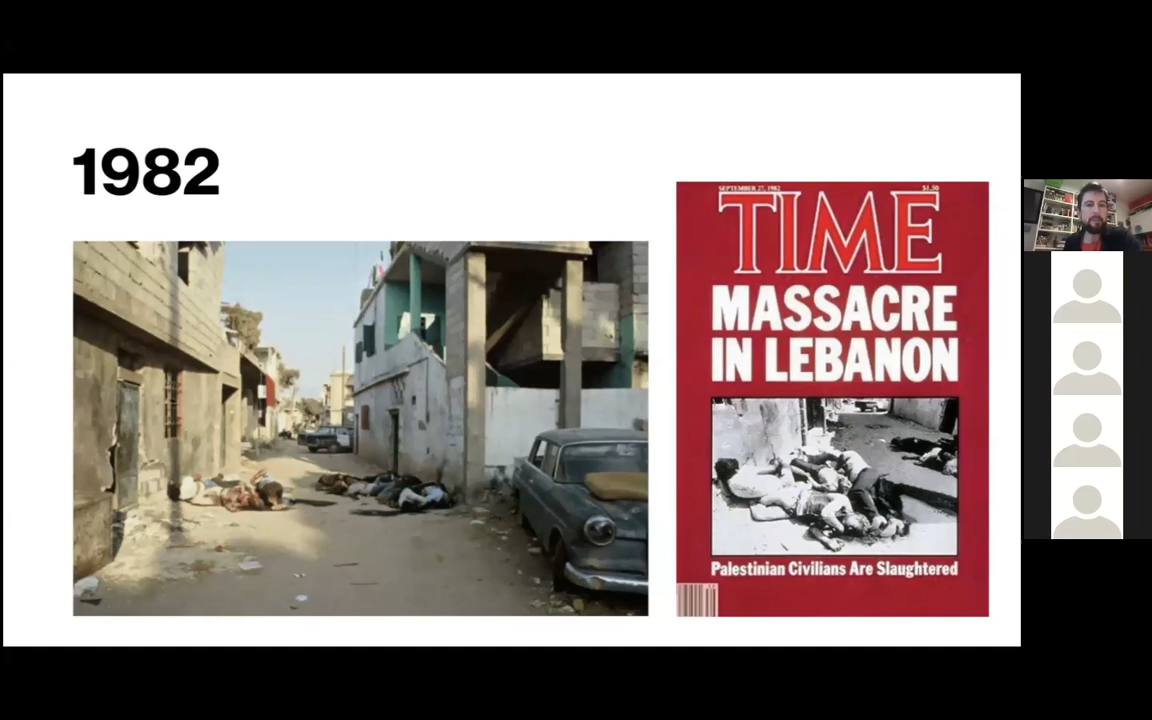 1982
SEPTEMBER 27, 1982
$1.50
TIME
MASSACRE
IN LEBANON
Palestinian Civilians Are Slaughtered